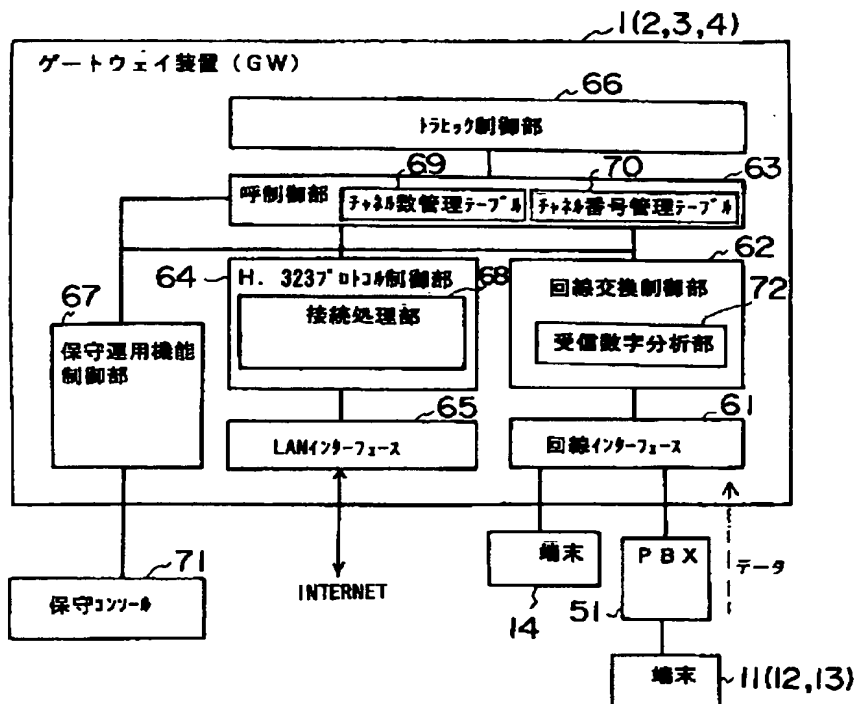 1(2,3,4)
ゲートウェイ装置（GW）
66
トラヒック制御部
69
70
63
呼制御部
チャネル数管理テーブル
チャネル番号管理テーブル
64
62
H．323プロトコル制御部
68
接続処理部
回線交換制御部
72
受信数字分析部
67
保守運用機能
制御部
65
LANインターフェース
61
回線インターフェース
71
保守コンソール
INTERNET
端末
14
PBX
51
データ
端末
11(12,13)